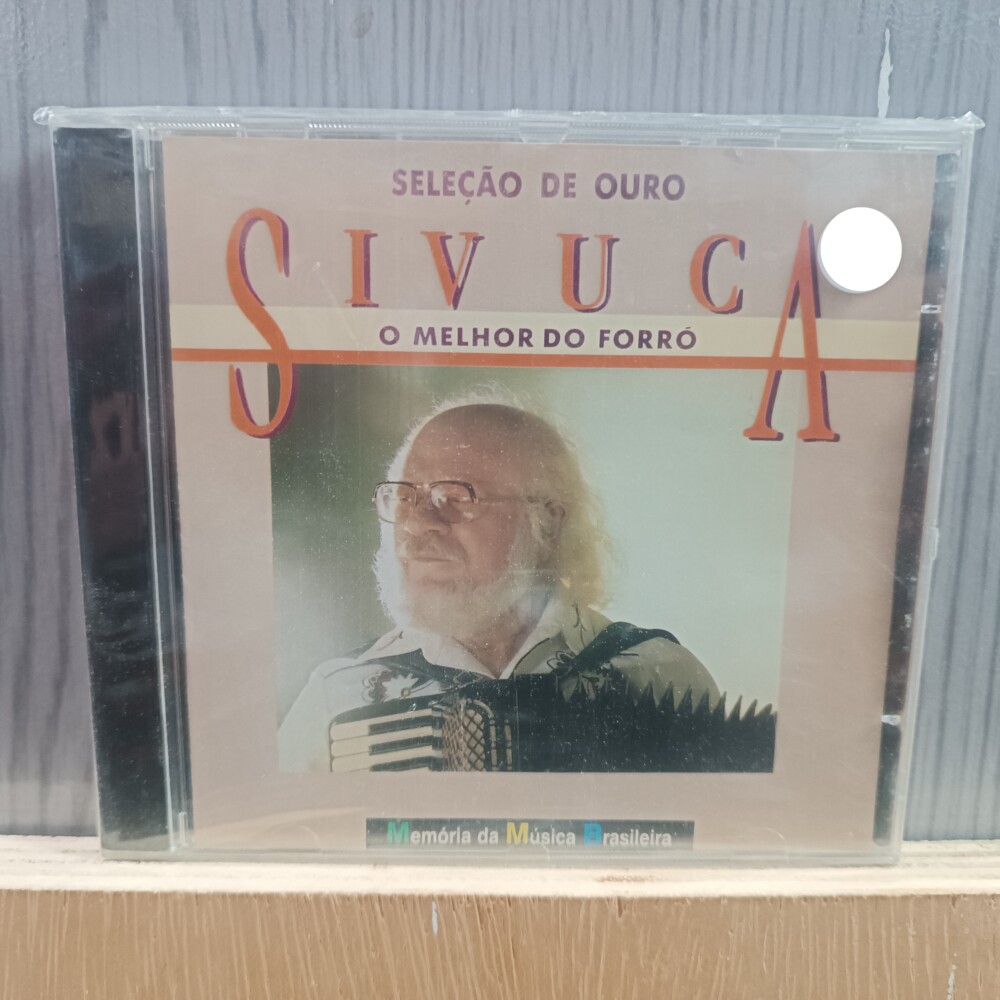 SELEÇÃO DE OURO
SIVUCA
O MELHOR DO FORRÓ
Memória da Música Brasileira